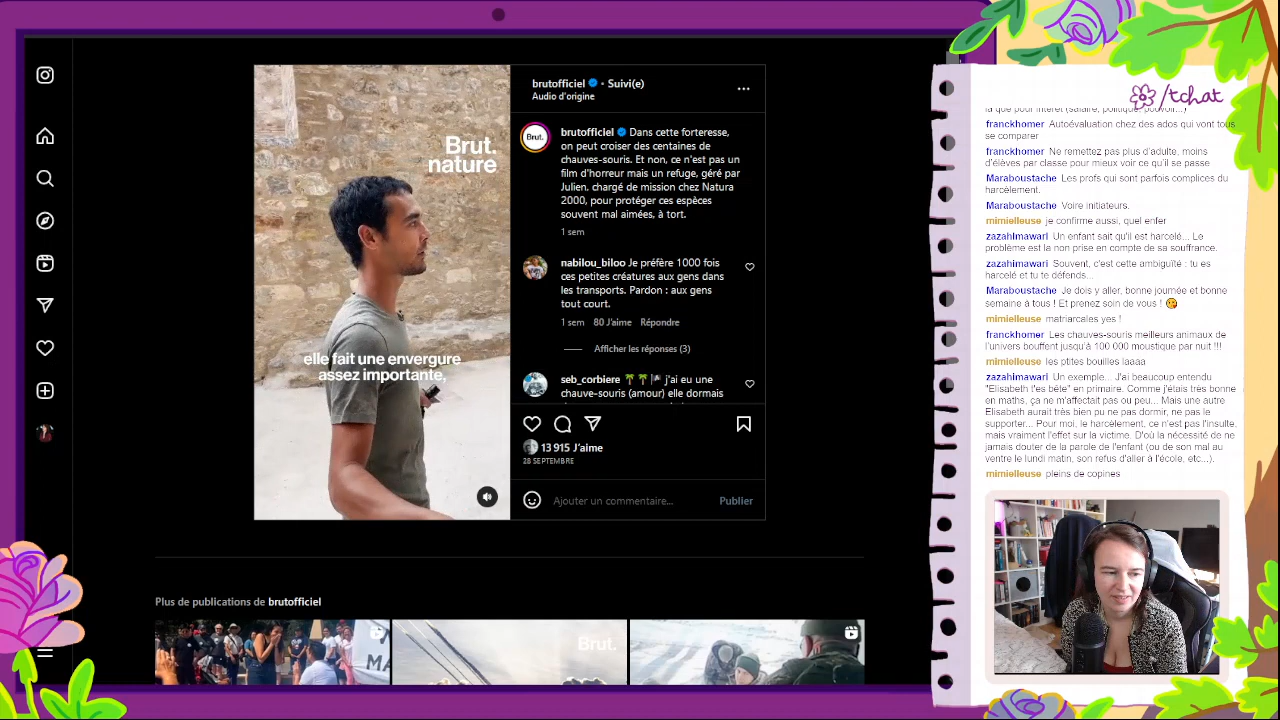 brutofficiel • Suivi(e)
Audio d'origine
Brut.
nature
elle fait une envergure
assez importante,
Brut.
brutofficiel Dans cette forteresse,
on peut croiser des centaines de
chauves-souris. Et non, ce n'est pas un
film d'horreur mais un refuge, géré par
Julien, chargé de mission chez Natura
2000, pour protéger ces espèces
souvent mal aimées, à tort.
1 sem
nabilou_biloo Je préfère 1000 fois
ces petites créatures aux gens dans
les transports. Pardon : aux gens
tout court.
1 sem 80 J'aime Répondre
Afficher les réponses (3)
seb_corbiere 🌴🌴🏴‍☠️ j'ai eu une
chauve-souris (amour) elle dormais
13 915 J'aime
28 SEPTEMBRE
Ajouter un commentaire... Publier
Plus de publications de brutofficiel
MA
Brut.
/tchat
là que pour intérêt (salaire, politique, pouvoir...)
franckhomer Autoévaluation chez des ados qui vont tous
se comparer
franckhomer Ne remettez pas plus d'adulte, moins
d'élèves par classe pour mieux voir ce qu'il sa passe
Maraboustache Les profs qui sont parfois complices du
harcèlement.
Maraboustache Voire initiateurs.
mimielleuse je confirme aussi, quel enfer
zazahimawari Un enfant sait qu'il est harcelé... Le
problème est la non prise en compte de sa souffrance.
zazahimawari Souvent, c'est cette ambiguïté : tu es
harcelé et tu te défends...
Maraboustache Je dois y aller, bonne journée et bonne
semaine à tous ! Et prenez soin de vous ! 😘
mimielleuse matriarcales yes !
franckhomer Les chauves-souris meilleurs animaux de
l'univers bouffent jusqu'à 100 000 moustique par nuit !!!
mimielleuse les ptites bouilles laaaa
zazahimawari Un exemple... J'ai beaucoup entendu
"Elisabeth t'es bête" en primaire. Comme j'étais très bonne
en maths, ça ne m'affectait pas ou peu... Mais une autre
Elisabeth aurait très bien pu ne pas dormir, ne pas le
supporter... Pour moi, le harcèlement, ce n'est pas l'insulte,
mais vraiment l'effet sur la victime. D'où la nécessité de ne
jamais douter de la parole de l'enfant (ou de son mal au
ventre le lundi matin, son refus d'aller à l'école, etc...).
mimielleuse pleins de copines